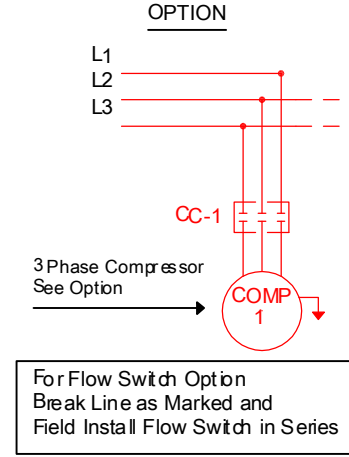 OPTION
L1
L2
L3
CC-1
3 Phase Compressor
See Option
COMP
1
For Flow Switch Option
Break Line as Marked and
Field Install Flow Switch in Series